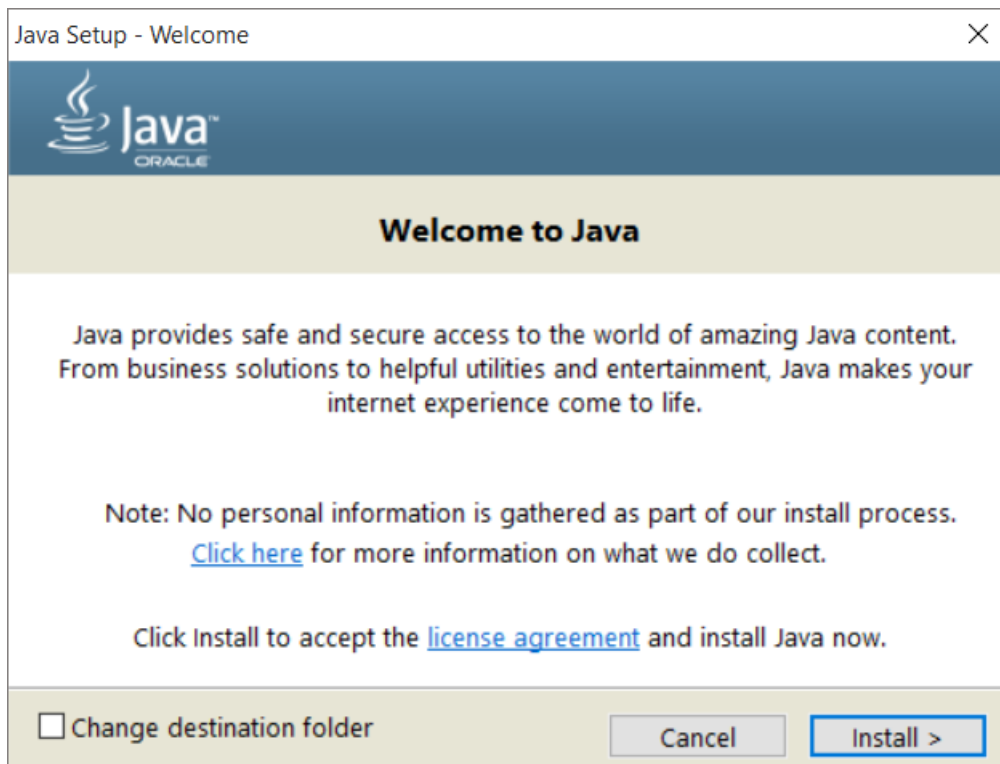 Java Setup - Welcome
Java™
ORACLE
Welcome to Java
Java provides safe and secure access to the world of amazing Java content.
From business solutions to helpful utilities and entertainment, Java makes your
internet experience come to life.
Note: No personal information is gathered as part of our install process.
Click here for more information on what we do collect.
Click Install to accept the license agreement and install Java now.
Change destination folder
Cancel
Install >